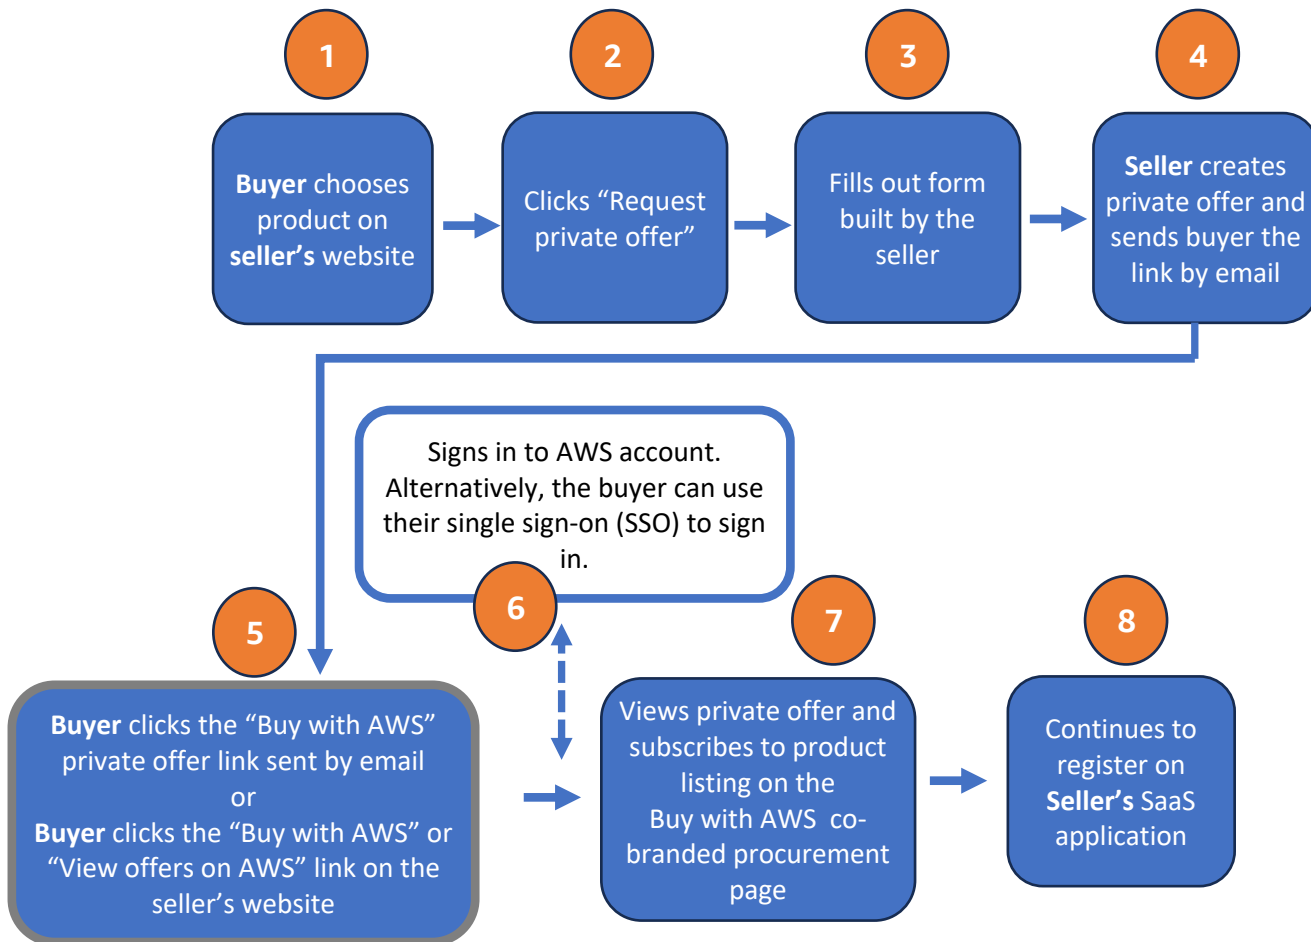 1
2
3
4
Buyer chooses
product on
seller's website
Clicks “Request
private offer”
Fills out form
built by the
seller
Seller creates
private offer and
sends buyer the
link by email
Signs in to AWS account.
Alternatively, the buyer can use
their single sign-on (SSO) to sign
in.
5
6
7
8
Buyer clicks the “Buy with AWS”
private offer link sent by email
or
Buyer clicks the “Buy with AWS” or
“View offers on AWS” link on the
seller's website
Views private offer and
subscribes to product
listing on the
Buy with AWS co-
branded procurement
page
Continues to
register on
Seller's SaaS
application